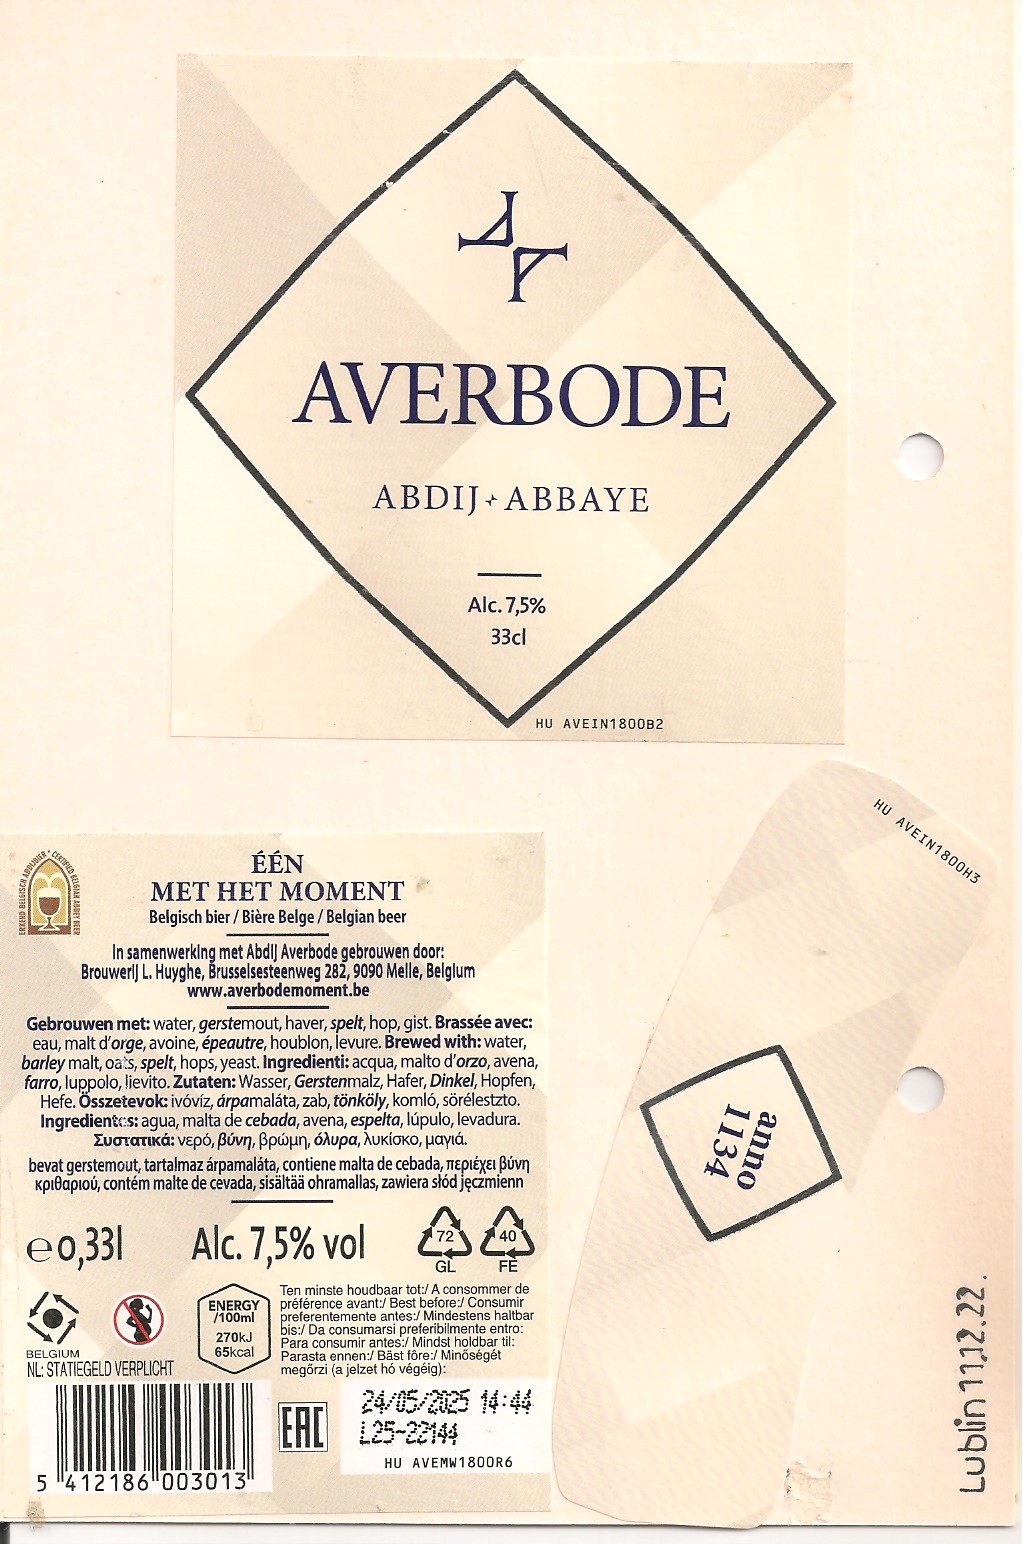 AVERBODE
ABDIJ ABBAYE
Alc. 7,5%
33cl
HU AVEIN1800B2
HU AVEIN1800H3
anno
1134
ERKEND BELGISCH ABDIJBIER • CERTIFIED BELGIAN ABBEY BEER
ÉÉN
MET HET MOMENT
Belgisch bier / Bière Belge / Belgian beer
In samenwerking met Abdij Averbode gebrouwen door:
Brouwerij L. Huyghe, Brusselsesteenweg 282, 9090 Melle, Belgium
www.averbodemoment.be
Gebrouwen met: water, gerstemout, haver, spelt, hop, gist. Brassée avec:
eau, malt d'orge, avoine, épeautre, houblon, levure. Brewed with: water,
barley malt, oats, spelt, hops, yeast. Ingredienti: acqua, malto d'orzo, avena,
farro, luppolo, lievito. Zutaten: Wasser, Gerstenmalz, Hafer, Dinkel, Hopfen,
Hefe. Összetevok: ivóvíz, árpamaláta, zab, tönköly, komló, sörélestzto.
Ingredientes: agua, malta de cebada, avena, espelta, lúpulo, levadura.
Συστατικά: νερό, βύνη, βρώμη, όλυρα, λυκίσκο, μαγιά.
bevat gerstemout, tartalmaz árpamaláta, contiene malta de cebada, περιέχει βύνη
κριθαριού, contém malte de cevada, sisältää ohramallas, zawiera słód jęczmienn
e 0,33l
Alc. 7,5% vol
72
GL
40
FE
BELGIUM
NL: STATIEGELD VERPLICHT
ENERGY
/100ml
270kJ
65kcal
Ten minste houdbaar tot:/ A consommer de
préférence avant:/ Best before:/ Consumir
preferentemente antes:/ Mindestens haltbar
bis:/ Da consumarsi preferibilmente entro:
Para consumir antes:/ Mindst holdbar til:
Parasta ennen:/ Bäst fôre:/ Minőségét
megőrzi (a jelzet hó végéig):
5 412186 003013
EAC
24/05/2025 14:44
L25-22144
HU AVEMW1800R6
Lublin 11.12.22.